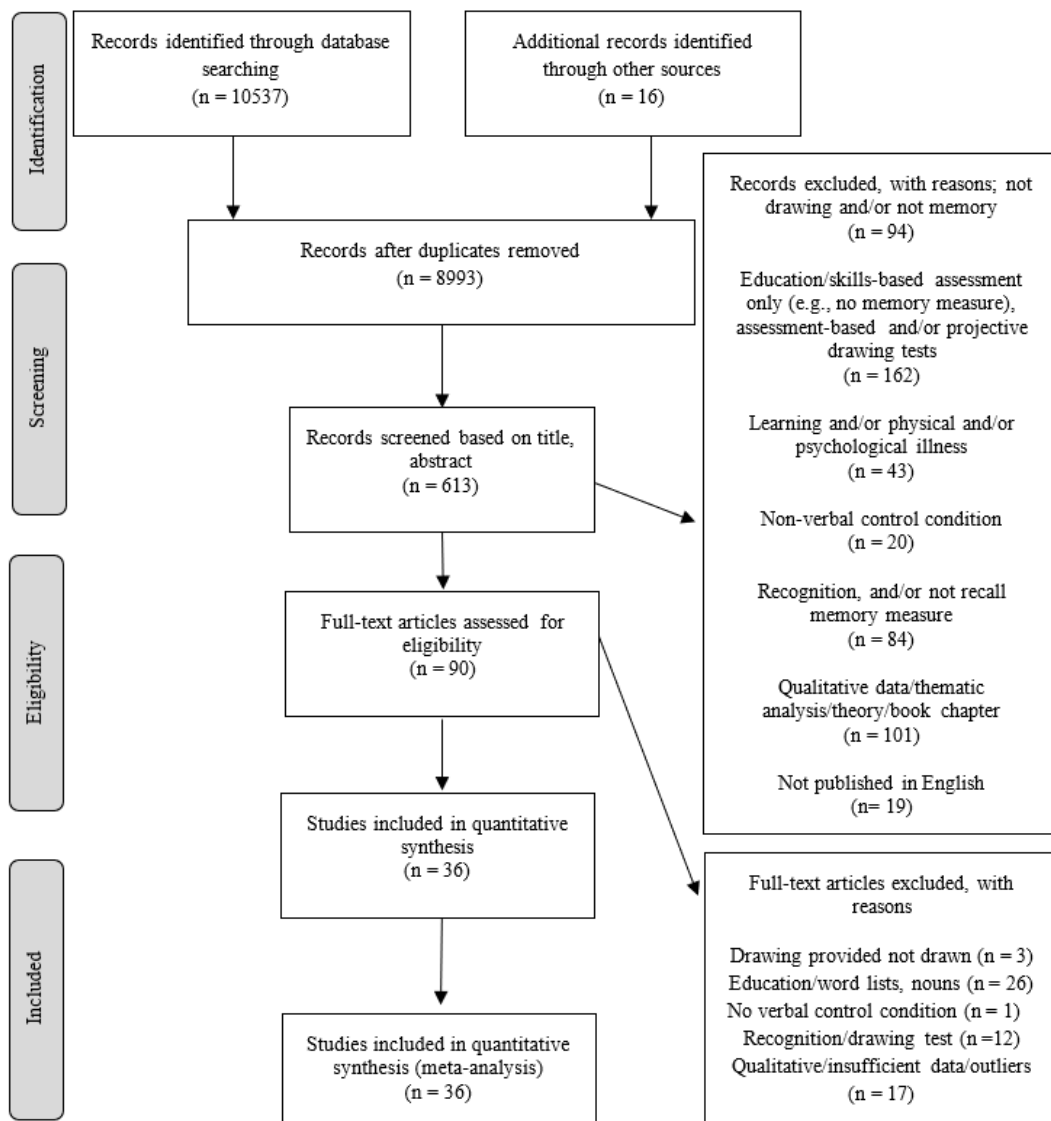 Identification
Records identified through database
searching
(n = 10537)
Additional records identified
through other sources
(n = 16)
Records after duplicates removed
(n = 8993)
Screening
Records screened based on title,
abstract
(n = 613)
Records excluded, with reasons; not
drawing and/or not memory
(n = 94)
Education/skills-based assessment
only (e.g., no memory measure),
assessment-based and/or projective
drawing tests
(n = 162)
Learning and/or physical and/or
psychological illness
(n = 43)
Non-verbal control condition
(n = 20)
Recognition, and/or not recall
memory measure
(n = 84)
Qualitative data/thematic
analysis/theory/book chapter
(n = 101)
Not published in English
(n= 19)
Eligibility
Full-text articles assessed for
eligibility
(n = 90)
Full-text articles excluded, with
reasons
Drawing provided not drawn (n = 3)
Education/word lists, nouns (n = 26)
No verbal control condition (n = 1)
Recognition/drawing test (n =12)
Qualitative/insufficient data/outliers
(n = 17)
Studies included in quantitative
synthesis
(n = 36)
Included
Studies included in quantitative
synthesis (meta-analysis)
(n = 36)